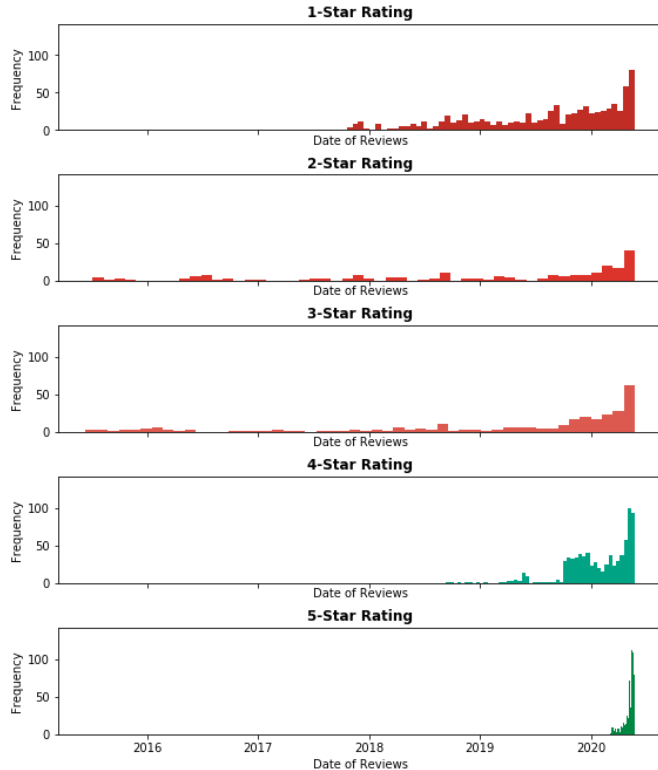 1-Star Rating
100
50
0
Frequency
Date of Reviews
2-Star Rating
100
50
0
Frequency
Date of Reviews
3-Star Rating
100
50
0
Frequency
Date of Reviews
4-Star Rating
100
50
0
Frequency
Date of Reviews
5-Star Rating
100
50
0
Frequency
2016 2017 2018 2019 2020
Date of Reviews